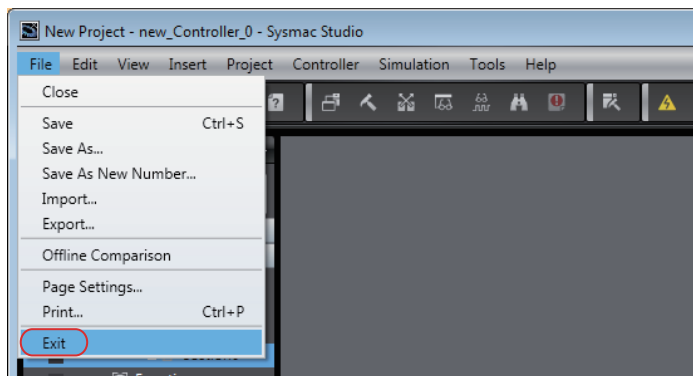 New Project - new_Controller_0 - Sysmac Studio
File Edit View Insert Project Controller Simulation Tools Help
Close
Save Ctrl+S
Save As...
Save As New Number...
Import...
Export...
Offline Comparison
Page Settings...
Print... Ctrl+P
Exit